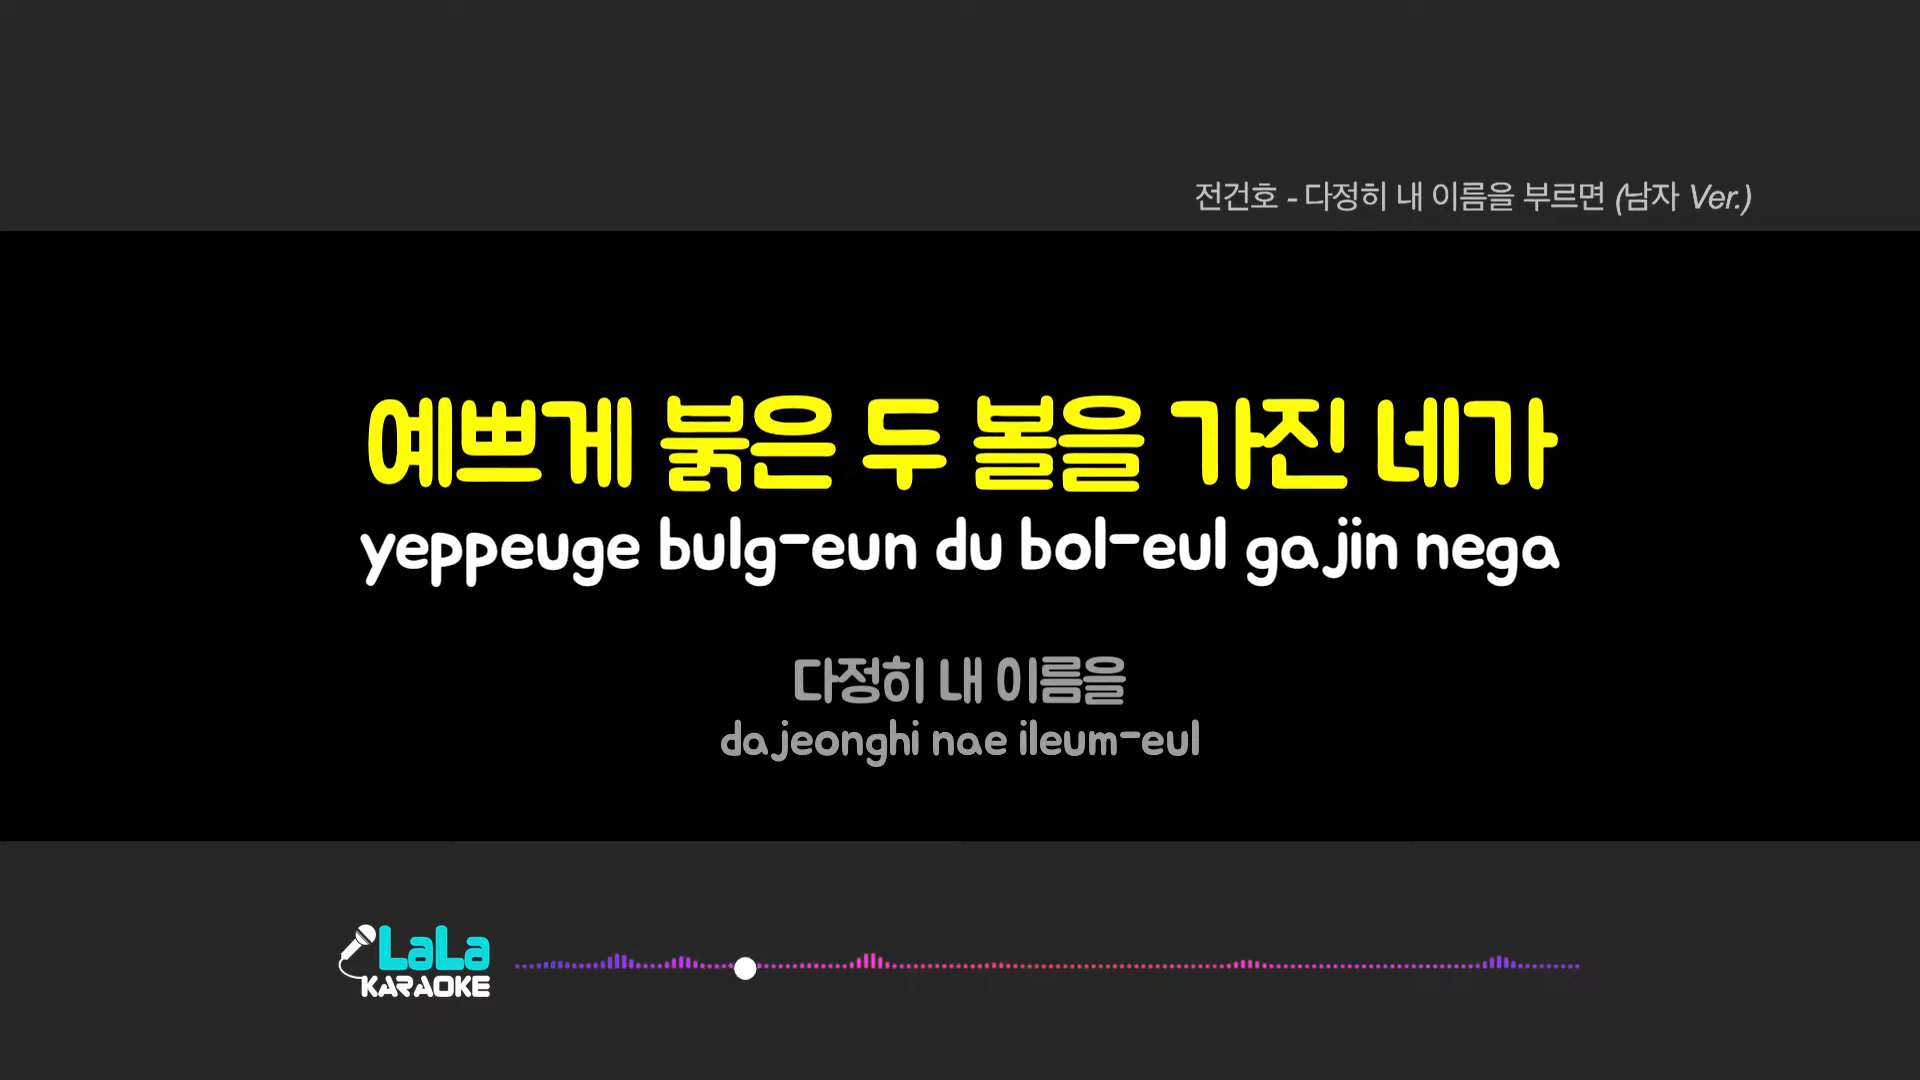 전건호 - 다정히 내 이름을 부르면 (남자 Ver.)
예쁘게 붉은 두 볼을 가진 네가
yeppeuge bulg-eun du bol-eul gajin nega
다정히 내 이름을
dajeonghi nae ileum-eul
LaLa
KARAOKE